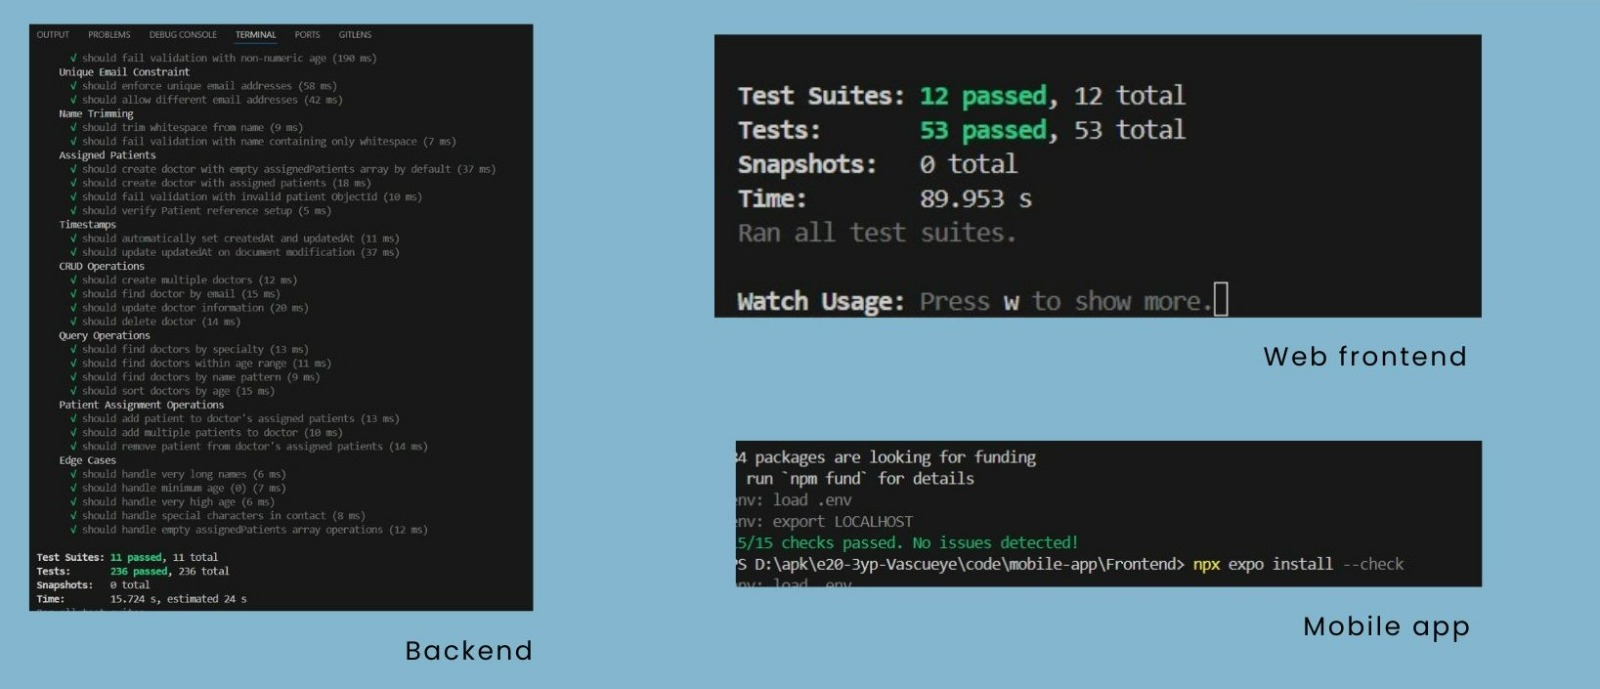 OUTPUT PROBLEMS DEBUG CONSOLE TERMINAL PORTS GITLENS
√ should fail validation with non-numeric age (190 ms)
Unique Email Constraint
√ should enforce unique email addresses (58 ms)
√ should allow different email addresses (42 ms)
Name Trimming
√ should trim whitespace from name (9 ms)
√ should fail validation with name containing only whitespace (7 ms)
Assigned Patients
√ should create doctor with empty assignedPatients array by default (37 ms)
√ should create doctor with assigned patients (18 ms)
√ should fail validation with invalid patient ObjectId (10 ms)
√ should verify Patient reference setup (5 ms)
Timestamps
√ should automatically set createdAt and updatedAt (11 ms)
√ should update updatedAt on document modification (37 ms)
CRUD Operations
√ should create multiple doctors (12 ms)
√ should find doctor by email (15 ms)
√ should update doctor information (20 ms)
√ should delete doctor (14 ms)
Query Operations
√ should find doctors by specialty (13 ms)
√ should find doctors within age range (11 ms)
√ should find doctors by name pattern (9 ms)
√ should sort doctors by age (15 ms)
Patient Assignment Operations
√ should add patient to doctor's assigned patients (13 ms)
√ should add multiple patients to doctor (10 ms)
√ should remove patient from doctor's assigned patients (14 ms)
Edge Cases
√ should handle very long names (6 ms)
√ should handle minimum age (0) (7 ms)
√ should handle very high age (6 ms)
√ should handle special characters in contact (8 ms)
√ should handle empty assignedPatients array operations (12 ms)
Test Suites: 11 passed, 11 total
Tests: 236 passed, 236 total
Snapshots: 0 total
Time: 15.724 s, estimated 24 s
Backend
Test Suites: 12 passed, 12 total
Tests: 53 passed, 53 total
Snapshots: 0 total
Time: 89.953 s
Ran all test suites.
Watch Usage: Press w to show more.
Web frontend
34 packages are looking for funding
run `npm fund` for details
env: load .env
env: export LOCALHOST
15/15 checks passed. No issues detected!
PS D:\apk\e20-3yp-Vascueye\code\mobile-app\Frontend> npx expo install --check
env: load .env
Mobile app